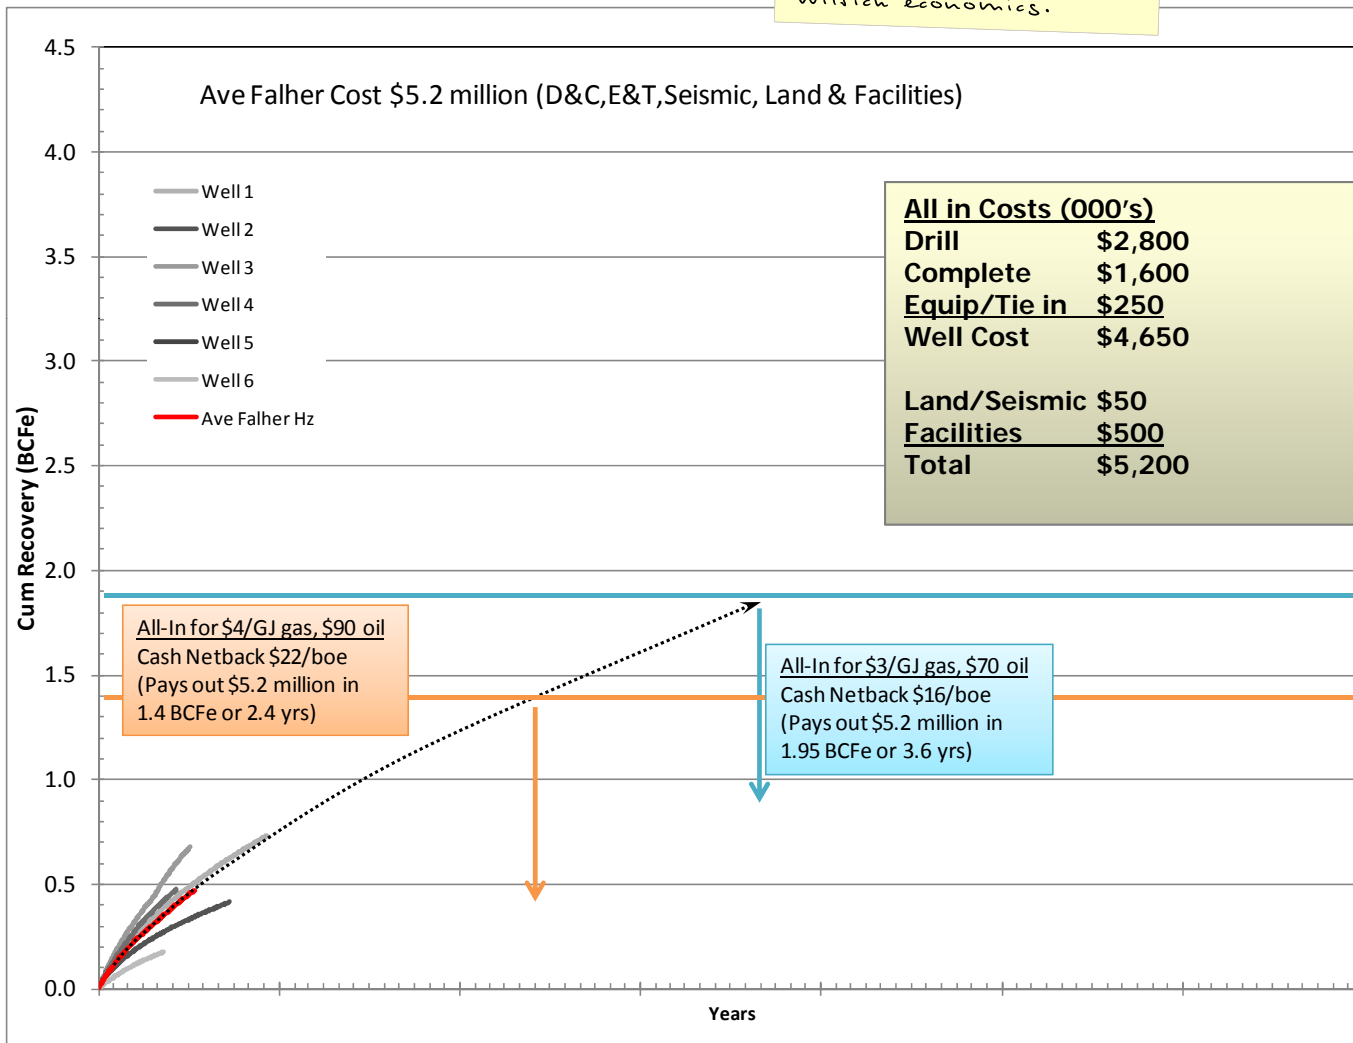 economics.
4.5
Ave Falher Cost $5.2 million (D&C,E&T,Seismic, Land & Facilities)
4.0
3.5
3.0
2.5
2.0
1.5
1.0
0.5
0.0
Cum Recovery (BCFe)
Well 1
Well 2
Well 3
Well 4
Well 5
Well 6
Ave Falher Hz
All in Costs (000's)
Drill $2,800
Complete $1,600
Equip/Tie in $250
Well Cost $4,650
Land/Seismic $50
Facilities $500
Total $5,200
All-In for $4/GJ gas, $90 oil
Cash Netback $22/boe
(Pays out $5.2 million in
1.4 BCFe or 2.4 yrs)
All-In for $3/GJ gas, $70 oil
Cash Netback $16/boe
(Pays out $5.2 million in
1.95 BCFe or 3.6 yrs)
Years